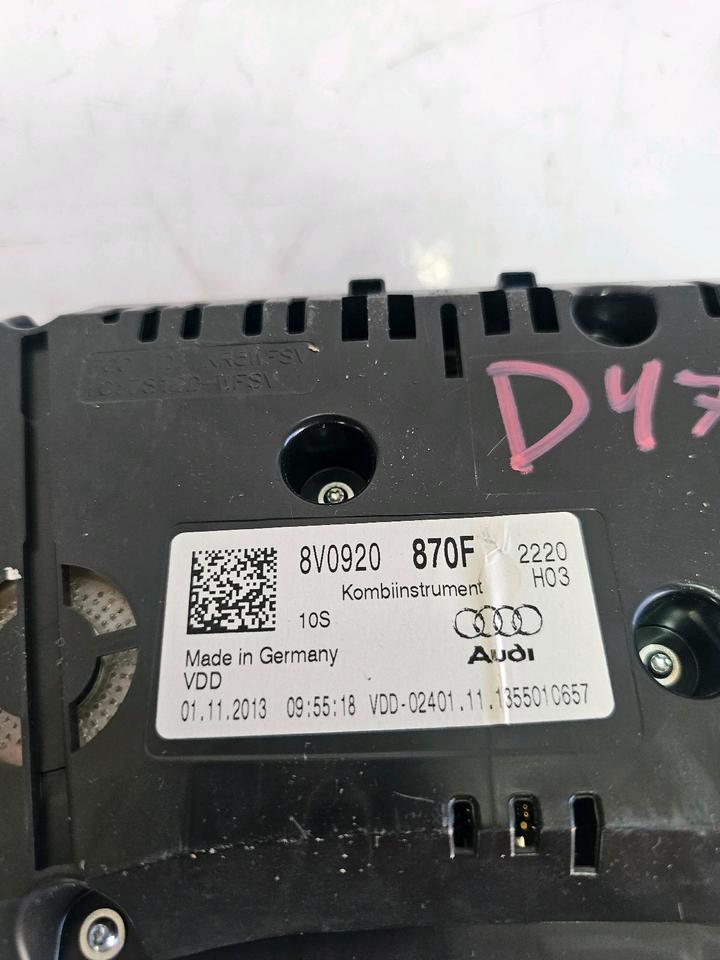 D47
8V0920 870F 2220
Kombiinstrument H03
10S
Audi
Made in Germany
VDD
01.11.2013 09:55:18 VDD-02401.11.1355010657